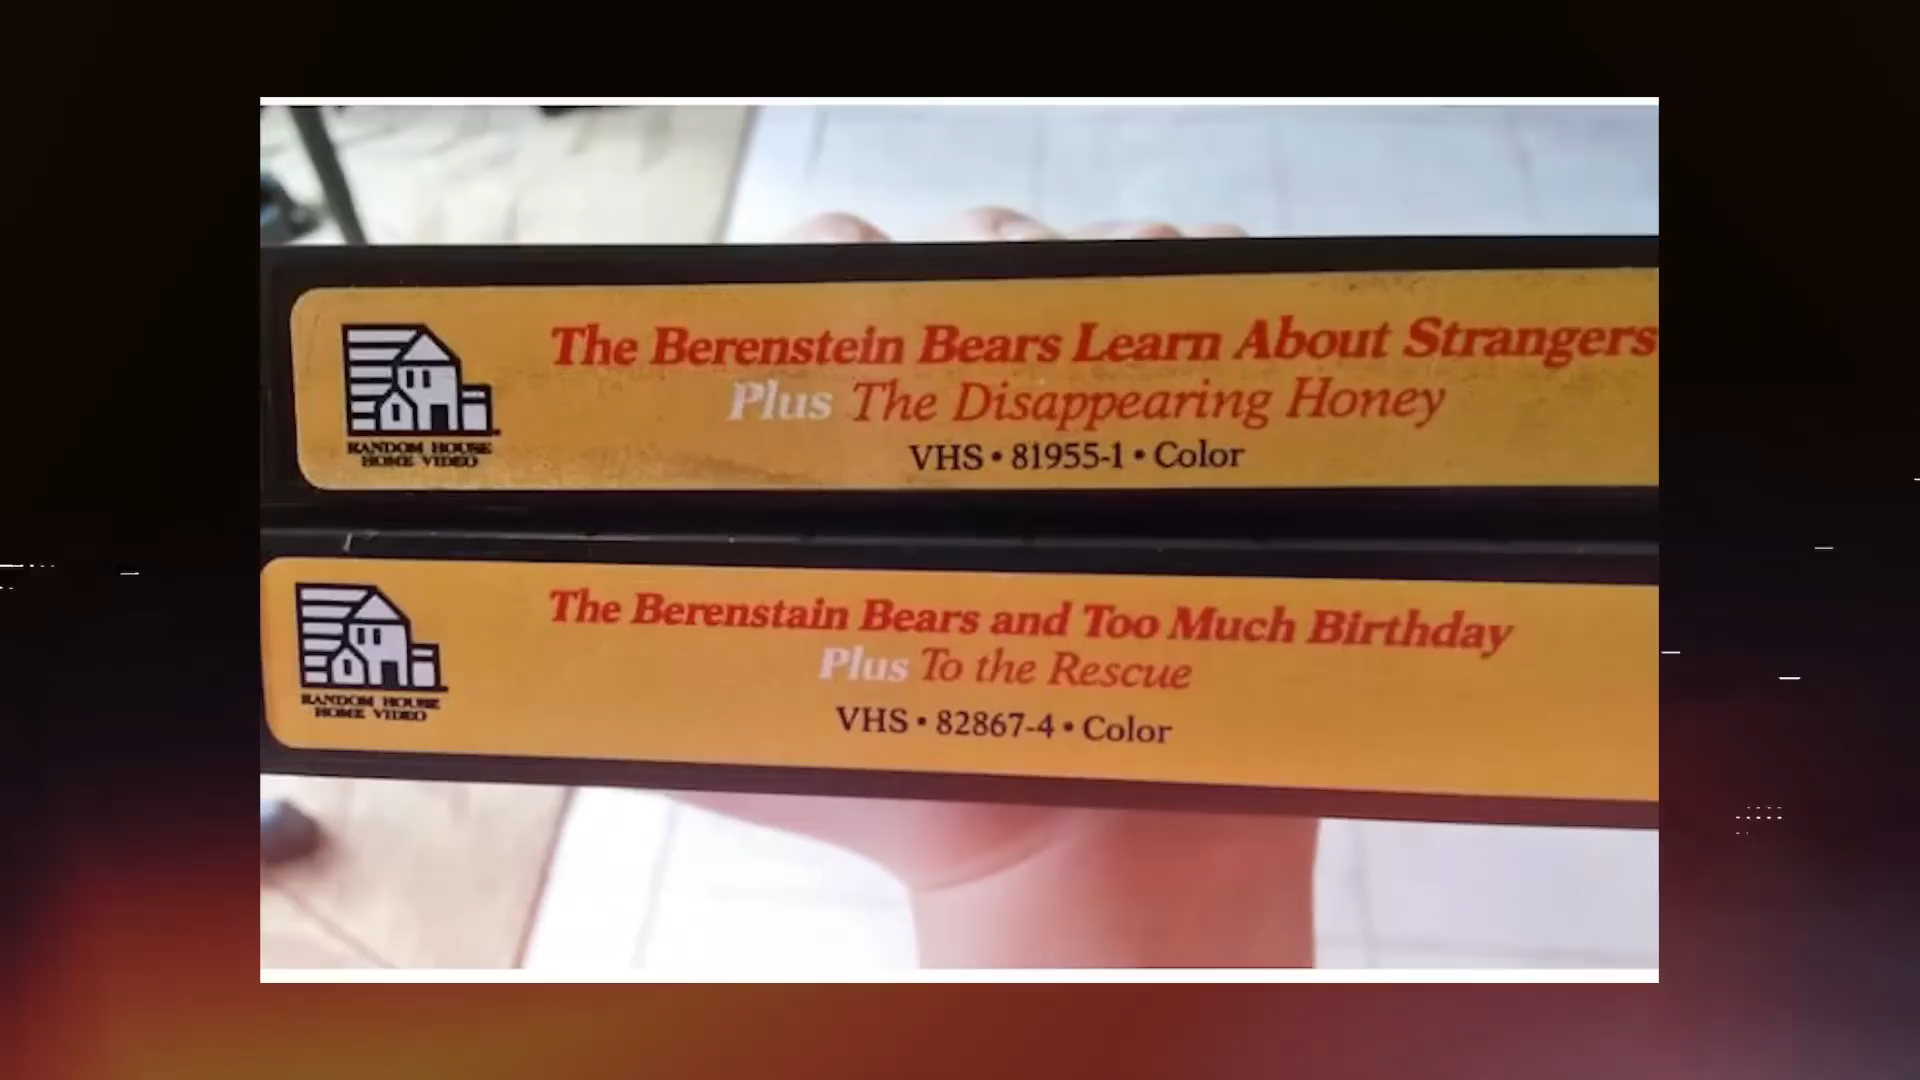 The Berenstein Bears Learn About Strangers
Plus The Disappearing Honey
VHS • 81955-1 • Color
RANDOM HOUSE
HOME VIDEO
The Berenstain Bears and Too Much Birthday
Plus To the Rescue
VHS • 82867-4 • Color
RANDOM HOUSE
HOME VIDEO